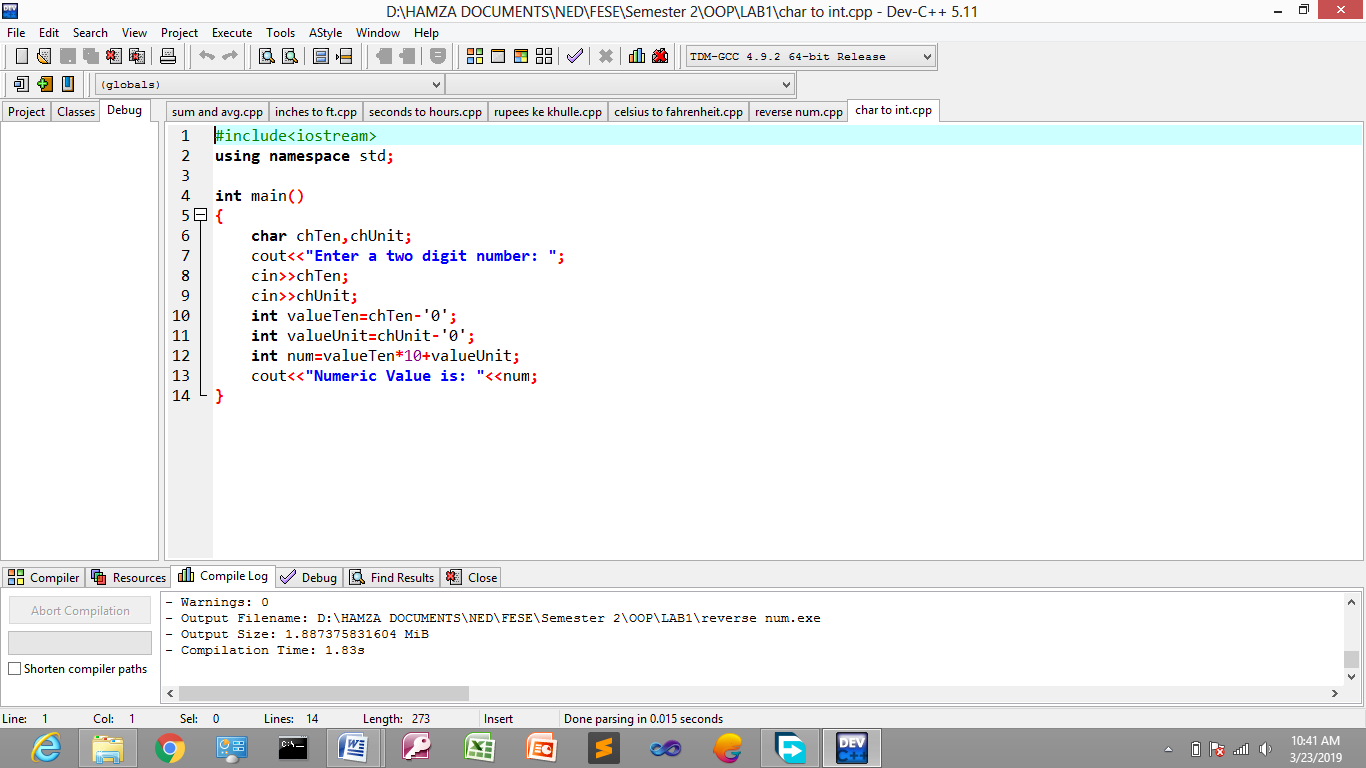 D:\HAMZA DOCUMENTS\NED\FESE\Semester 2\OOP\LAB1\char to int.cpp - Dev-C++ 5.11
File Edit Search View Project Execute Tools AStyle Window Help
TDM-GCC 4.9.2 64-bit Release
(globals)
Project Classes Debug
sum and avg.cpp inches to ft.cpp seconds to hours.cpp rupees ke khulle.cpp celsius to fahrenheit.cpp reverse num.cpp char to int.cpp
1 #include<iostream>
2 using namespace std;
3
4 int main()
5 {
6 char chTen,chUnit;
7 cout<<"Enter a two digit number: ";
8 cin>>chTen;
9 cin>>chUnit;
10 int valueTen=chTen-'0';
11 int valueUnit=chUnit-'0';
12 int num=valueTen*10+valueUnit;
13 cout<<"Numeric Value is: "<<num;
14 }
Compiler Resources Compile Log Debug Find Results Close
Abort Compilation
Shorten compiler paths
- Warnings: 0
- Output Filename: D:\HAMZA DOCUMENTS\NED\FESE\Semester 2\OOP\LAB1\reverse num.exe
- Output Size: 1.887375831604 MiB
- Compilation Time: 1.83s
Line: 1 Col: 1 Sel: 0 Lines: 14 Length: 273 Insert Done parsing in 0.015 seconds
DEV C++
10:41 AM
3/23/2019